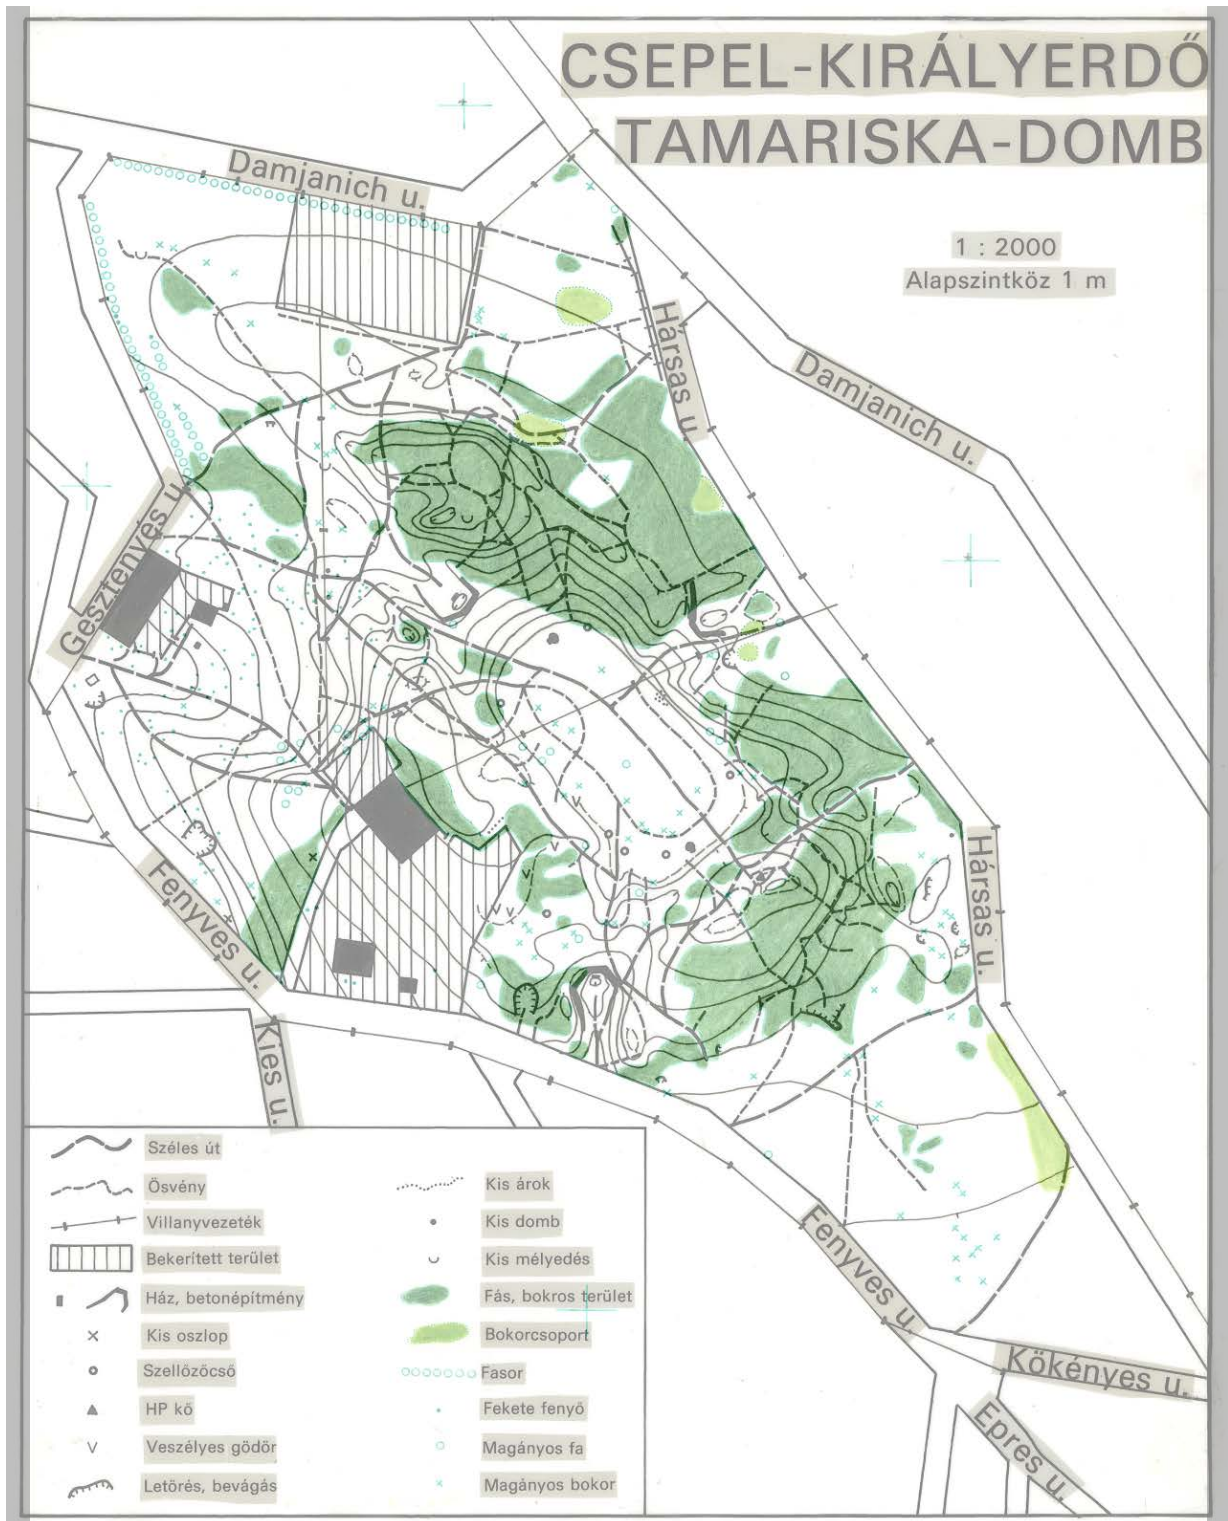 CSEPEL-KIRÁLYERDŐ
TAMARISKA-DOMB
1 : 2000
Alapszintköz 1 m
Damjanich u.
Hársas u.
Damjanich u.
Gesztenyés u.
Fenyves u.
Hársas u.
Kies u.
Fenyves u.
Kökényes u.
Epres u.
Széles út
Ösvény
Villanyvezeték
Bekerített terület
Ház, betonépítmény
Kis oszlop
Szellőzőcső
HP kő
Veszélyes gödör
Letörés, bevágás
Kis árok
Kis domb
Kis mélyedés
Fás, bokros terület
Bokorcsoport
Fasor
Fekete fenyő
Magányos fa
Magányos bokor